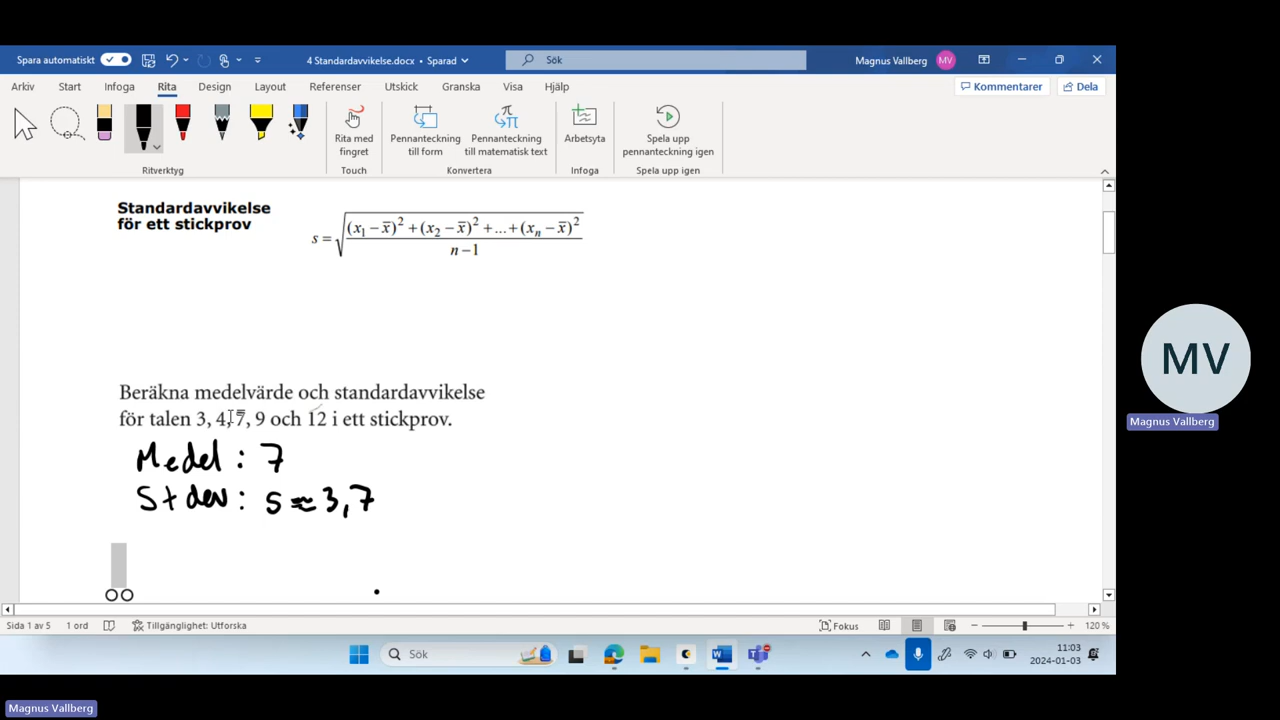 Spara automatiskt
4 Standardavvikelse.docx • Sparad
Sök
Magnus Vallberg MV
Arkiv Start Infoga Rita Design Layout Referenser Utskick Granska Visa Hjälp
Kommentarer Dela
Rita med fingret
Pennanteckning till form
Pennanteckning till matematisk text
Arbetsyta
Spela upp pennanteckning igen
Ritverktyg Touch Konvertera Infoga Spela upp igen
Standardavvikelse
för ett stickprov
s = √(((x₁ − x̅)² + (x₂ − x̅)² + ... + (xₙ − x̅)²) / (n − 1))
Beräkna medelvärde och standardavvikelse
för talen 3, 4, 7, 9 och 12 i ett stickprov.
Medel : 7
Stdev : s ≈ 3,7
MV
Magnus Vallberg
Sida 1 av 5 1 ord Tillgänglighet: Utforska Fokus 120 %
Sök
11:03
2024-01-03
Magnus Vallberg